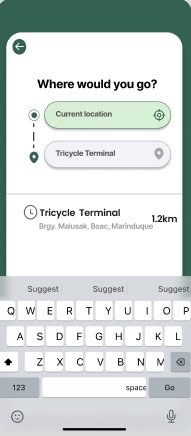 Where would you go?
Current location
Tricycle Terminal
Tricycle Terminal
1.2km
Brgy. Malusak, Boac, Marinduque
Suggest Suggest Suggest
Q W E R T Y U I O P
A S D F G H J K L
Z X C V B N M
123 space Go